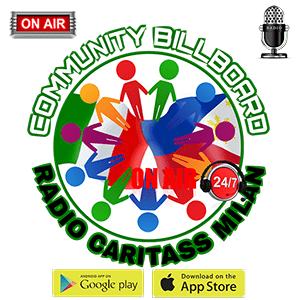 ON AIR
RADIO
COMMUNITY BILLBOARD
ON AIR
24/7
RADIO CARITASS MILAN
ANDROID APP ON
Google play
Download on the
App Store